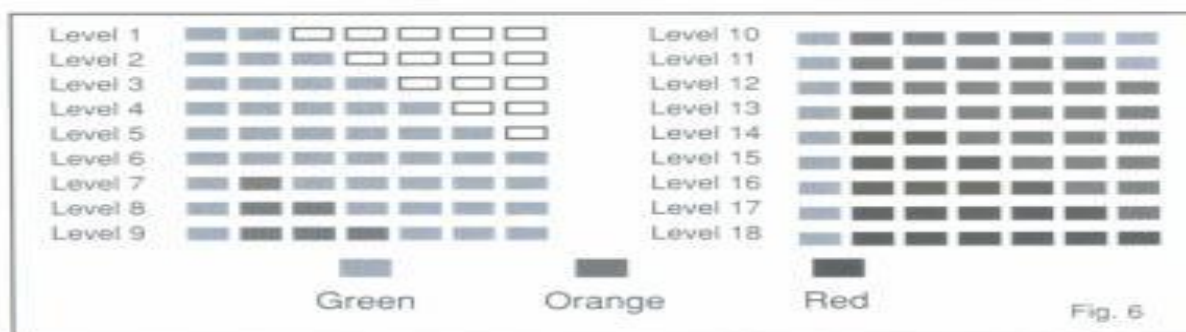 Level 1
Level 2
Level 3
Level 4
Level 5
Level 6
Level 7
Level 8
Level 9
Level 10
Level 11
Level 12
Level 13
Level 14
Level 15
Level 16
Level 17
Level 18
Green Orange Red
Fig. 6